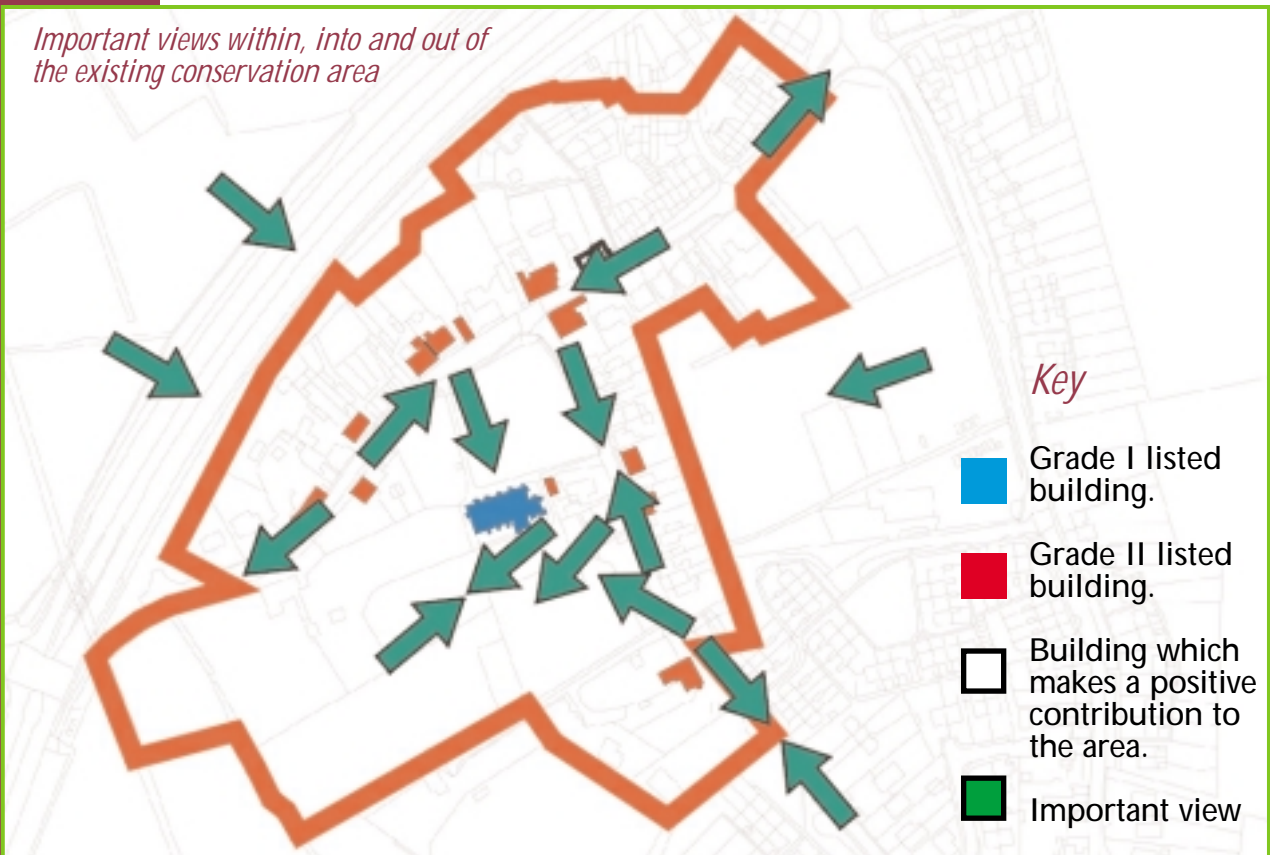 Important views within, into and out of
the existing conservation area
Key
Grade I listed
building.
Grade II listed
building.
Building which
makes a positive
contribution to
the area.
Important view